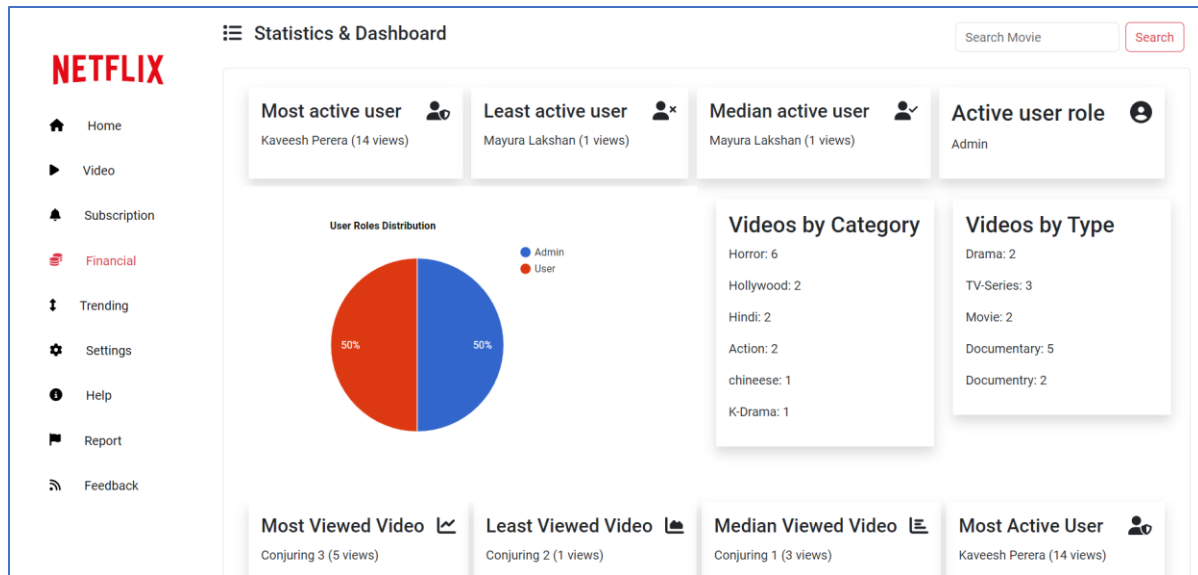 Statistics & Dashboard
Search Movie
Search
NETFLIX
Home
Video
Subscription
Financial
Trending
Settings
Help
Report
Feedback
Most active user
Kaveesh Perera (14 views)
Least active user
Mayura Lakshan (1 views)
Median active user
Mayura Lakshan (1 views)
Active user role
Admin
User Roles Distribution
Admin
User
50%
50%
Videos by Category
Horror: 6
Hollywood: 2
Hindi: 2
Action: 2
chineese: 1
K-Drama: 1
Videos by Type
Drama: 2
TV-Series: 3
Movie: 2
Documentary: 5
Documentry: 2
Most Viewed Video
Conjuring 3 (5 views)
Least Viewed Video
Conjuring 2 (1 views)
Median Viewed Video
Conjuring 1 (3 views)
Most Active User
Kaveesh Perera (14 views)